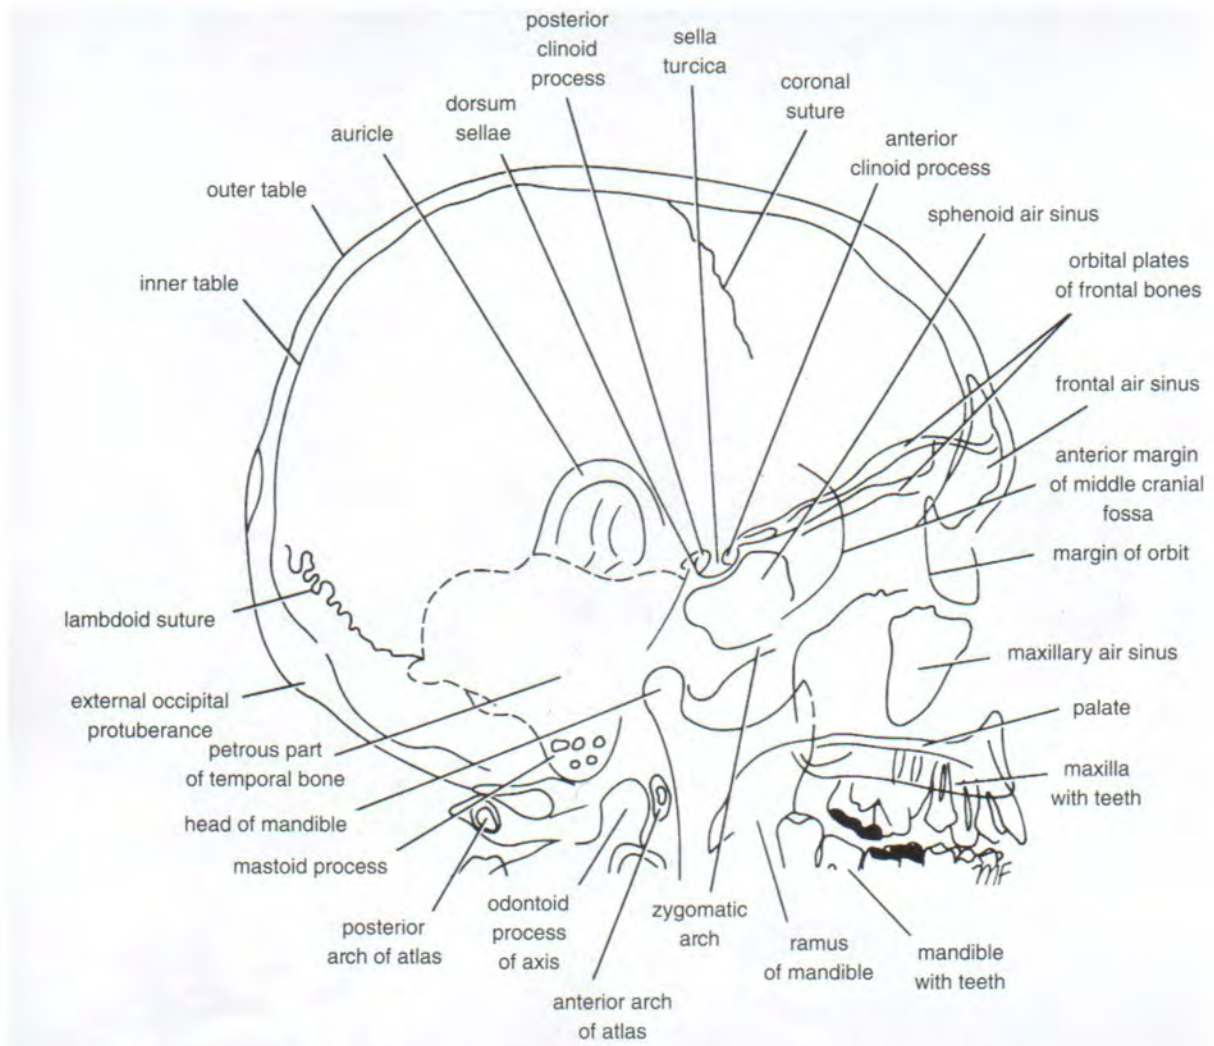 posterior
clinoid
process
sella
turcica
coronal
suture
dorsum
sellae
auricle
anterior
clinoid process
outer table
sphenoid air sinus
inner table
orbital plates
of frontal bones
frontal air sinus
anterior margin
of middle cranial
fossa
margin of orbit
lambdoid suture
maxillary air sinus
external occipital
protuberance
palate
petrous part
of temporal bone
maxilla
with teeth
head of mandible
mastoid process
posterior
arch of atlas
odontoid
process
of axis
zygomatic
arch
ramus
of mandible
mandible
with teeth
anterior arch
of atlas